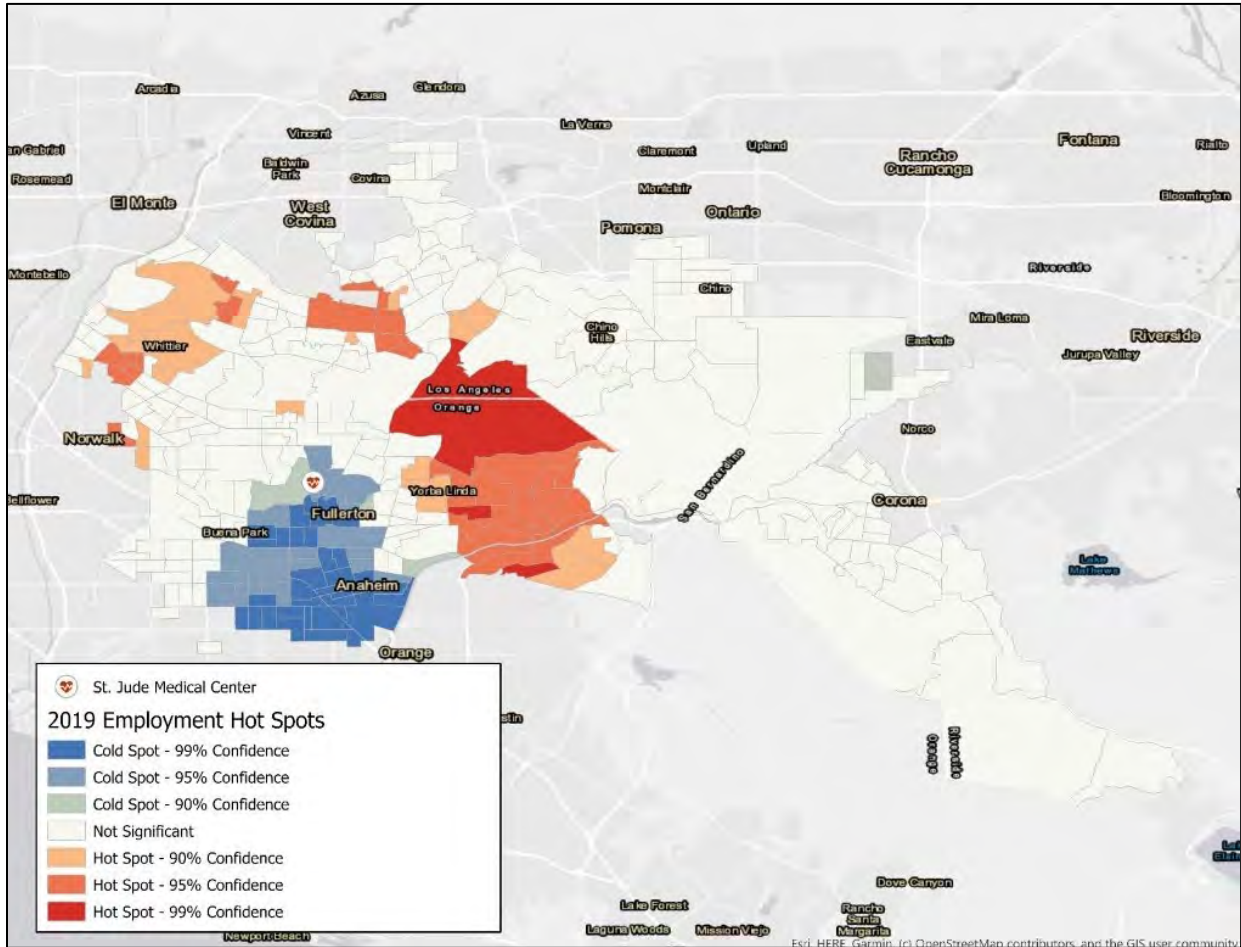 Arcadia
Azusa
Glendora
Vincent
La Verne
Fontana
an Gabriel
Baldwin
Park
Claremont
Upland
Rancho
Cucamonga
Rialto
Rosemead
Covina
Montclair
Bloomington
El Monte
West
Covina
Ontario
Pomona
Montebello
Riverside
Chino
Mira Loma
Whittier
Chino
Hills
Eastvale
Riverside
Jurupa Valley
Los Angeles
Orange
Norwalk
Norco
San Bernardino
Bellflower
Yorba Linda
Corona
Buena Park
Fullerton
Lake
Mathews
Anaheim
Orange
St. Jude Medical Center
2019 Employment Hot Spots
Cold Spot - 99% Confidence
Cold Spot - 95% Confidence
Cold Spot - 90% Confidence
Not Significant
Hot Spot - 90% Confidence
Hot Spot - 95% Confidence
Hot Spot - 99% Confidence
stin
Riverside
Orange
Lak
Elsin
Dove Canyon
Lake Forest
Rancho
Santa
Margarita
Laguna Woods
Mission Viejo
Newport Beach
Esri, HERE, Garmin, (c) OpenStreetMap contributors, and the GIS user community